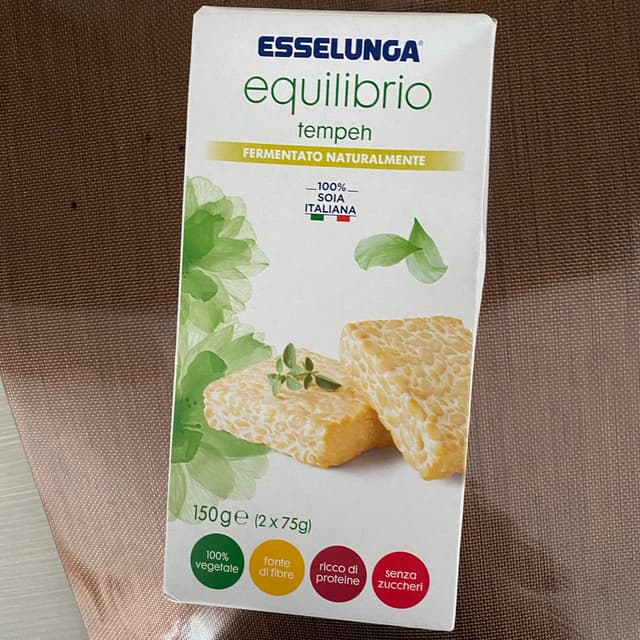 ESSELUNGA®
equilibrio
tempeh
FERMENTATO NATURALMENTE
100%
SOIA
ITALIANA
150g℮ (2 x 75g)
100%
vegetale
fonte
di fibre
ricco di
proteine
senza
zuccheri